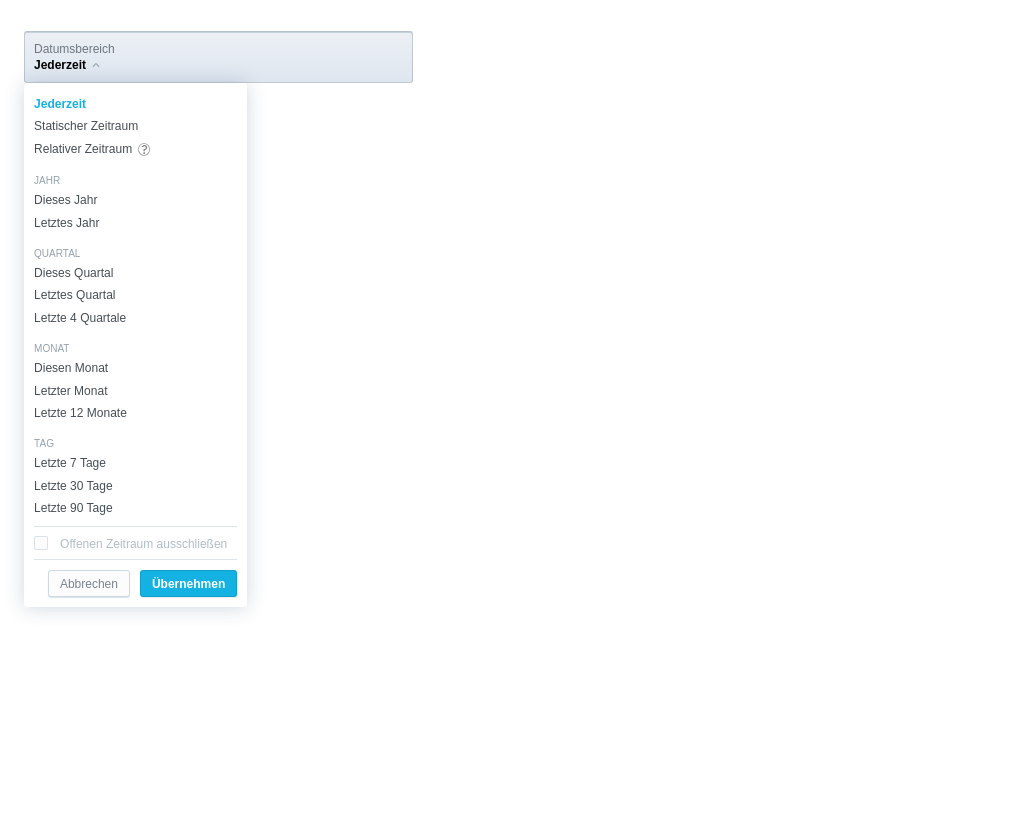 Datumsbereich
Jederzeit
Jederzeit
Statischer Zeitraum
Relativer Zeitraum ?
JAHR
Dieses Jahr
Letztes Jahr
QUARTAL
Dieses Quartal
Letztes Quartal
Letzte 4 Quartale
MONAT
Diesen Monat
Letzter Monat
Letzte 12 Monate
TAG
Letzte 7 Tage
Letzte 30 Tage
Letzte 90 Tage
Offenen Zeitraum ausschließen
Abbrechen Übernehmen